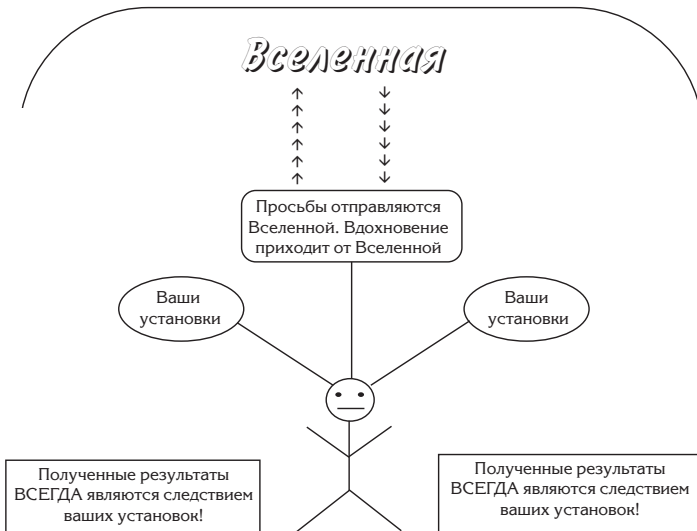 Вселенная
Просьбы отправляются
Вселенной. Вдохновение
приходит от Вселенной
Ваши
установки
Ваши
установки
Полученные результаты
ВСЕГДА являются следствием
ваших установок!
Полученные результаты
ВСЕГДА являются следствием
ваших установок!